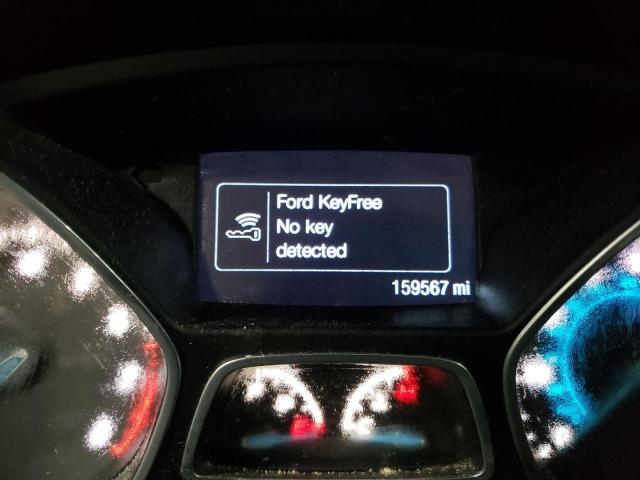 Ford KeyFree
No key
detected
159567 mi